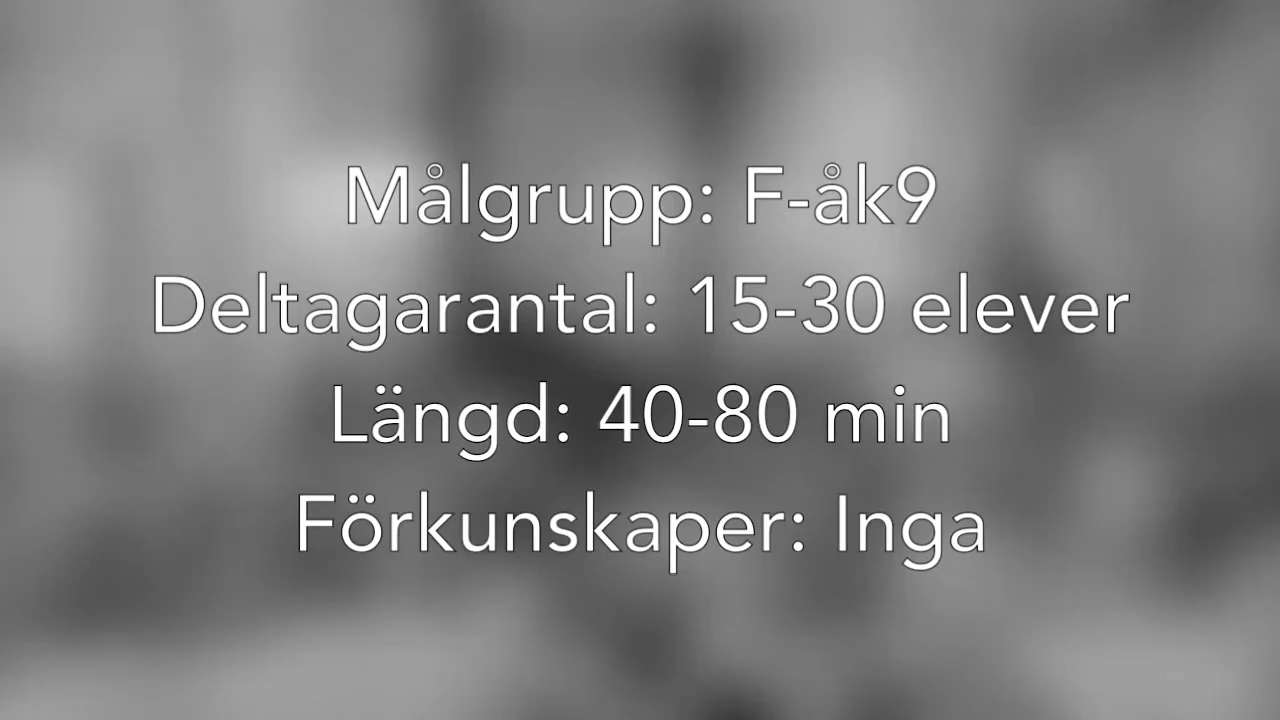 Målgrupp: F-åk9
Deltagarantal: 15-30 elever
Längd: 40-80 min
Förkunskaper: Inga